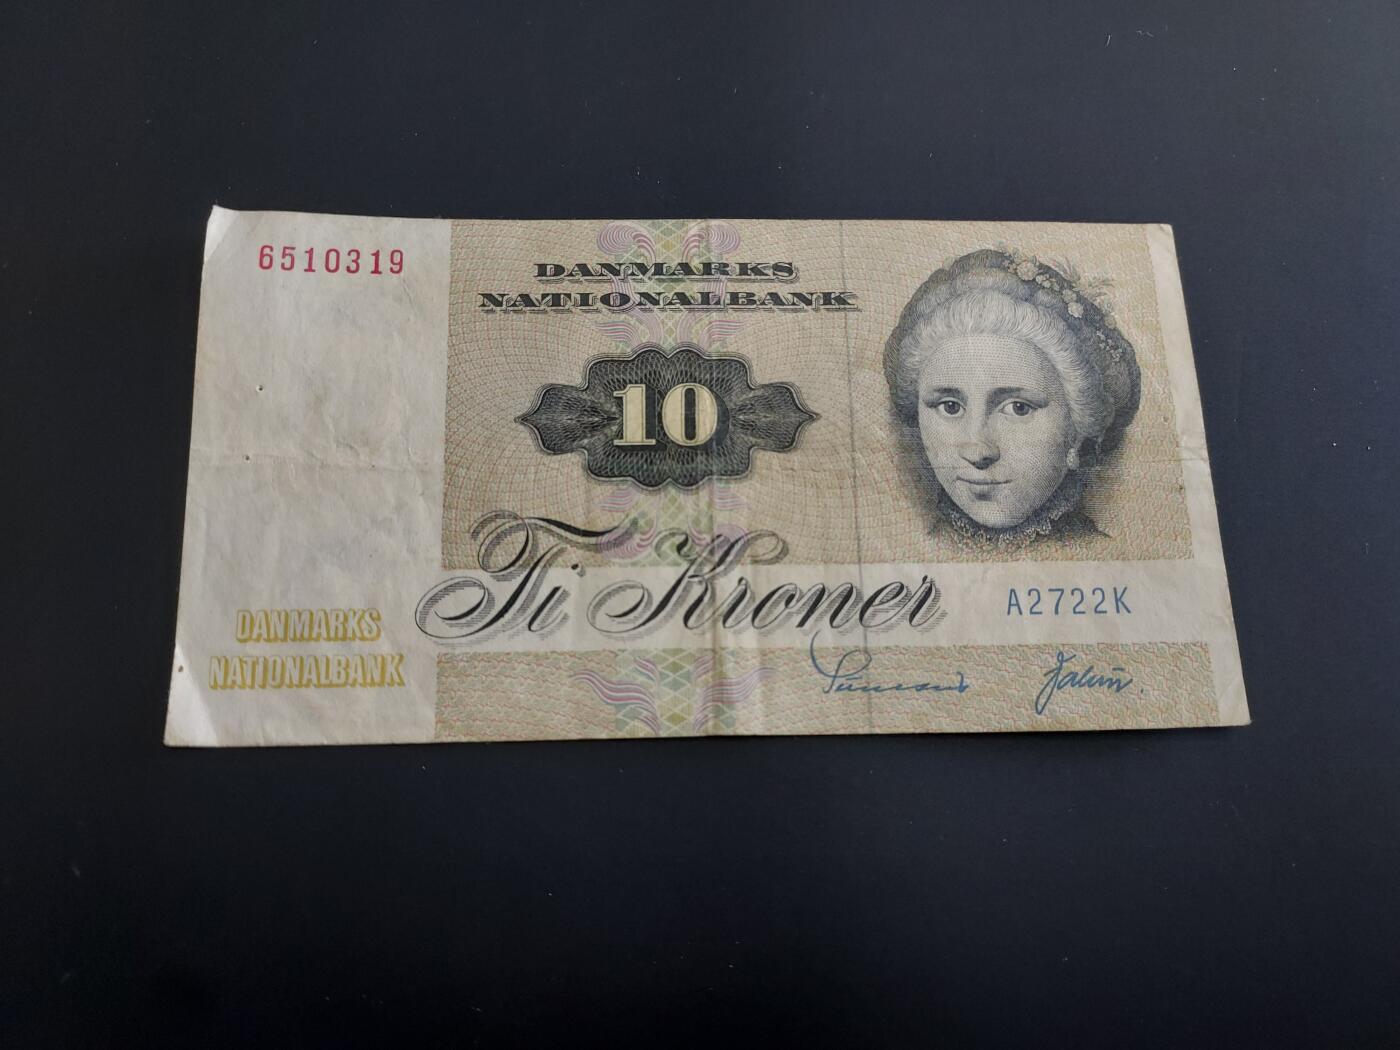 6510319
DANMARKS
NATIONALBANK
10
Ti Kroner
A2722K
DANMARKS
NATIONALBANK